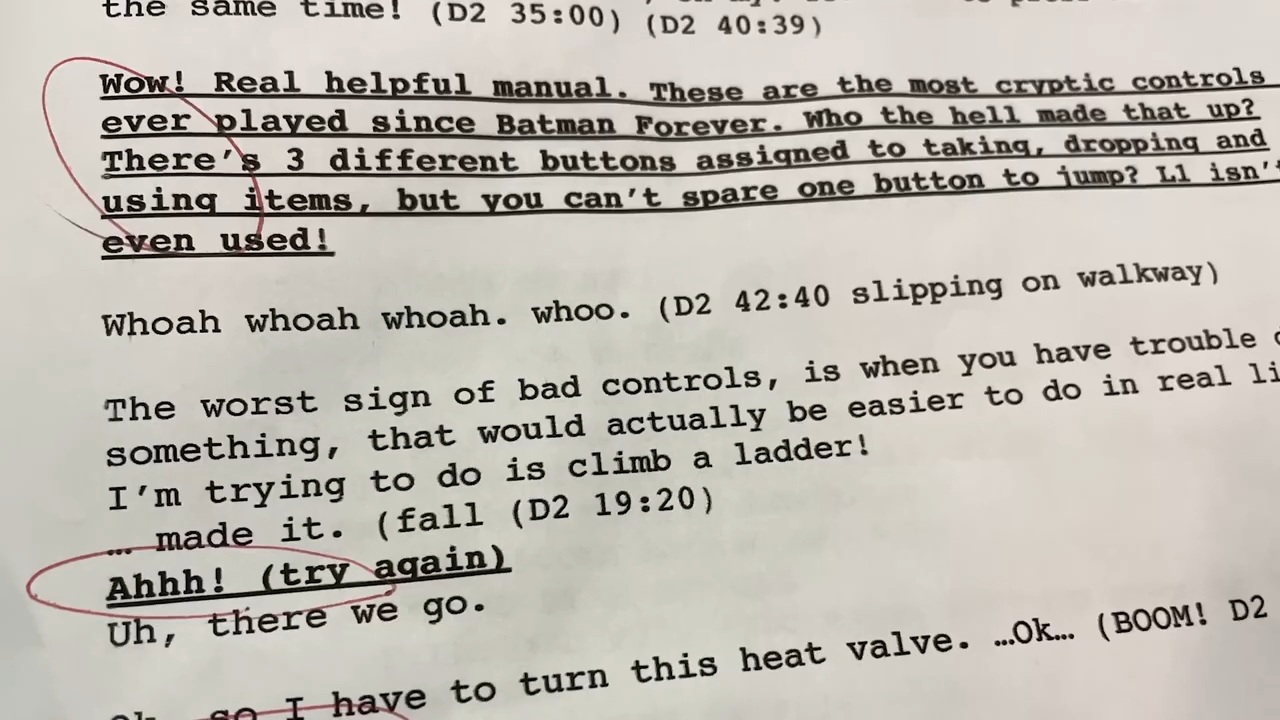 the same time! (D2 35:00) (D2 40:39)
Wow! Real helpful manual. These are the most cryptic controls
ever played since Batman Forever. Who the hell made that up?
There's 3 different buttons assigned to taking, dropping and
using items, but you can't spare one button to jump? L1 isn't
even used!
Whoah whoah whoah. whoo. (D2 42:40 slipping on walkway)
The worst sign of bad controls, is when you have trouble
something, that would actually be easier to do in real
I'm trying to do is climb a ladder!
… made it. (fall (D2 19:20)
Ahhh! (try again)
Uh, there we go.
so I have to turn this heat valve. …Ok… (BOOM! D2